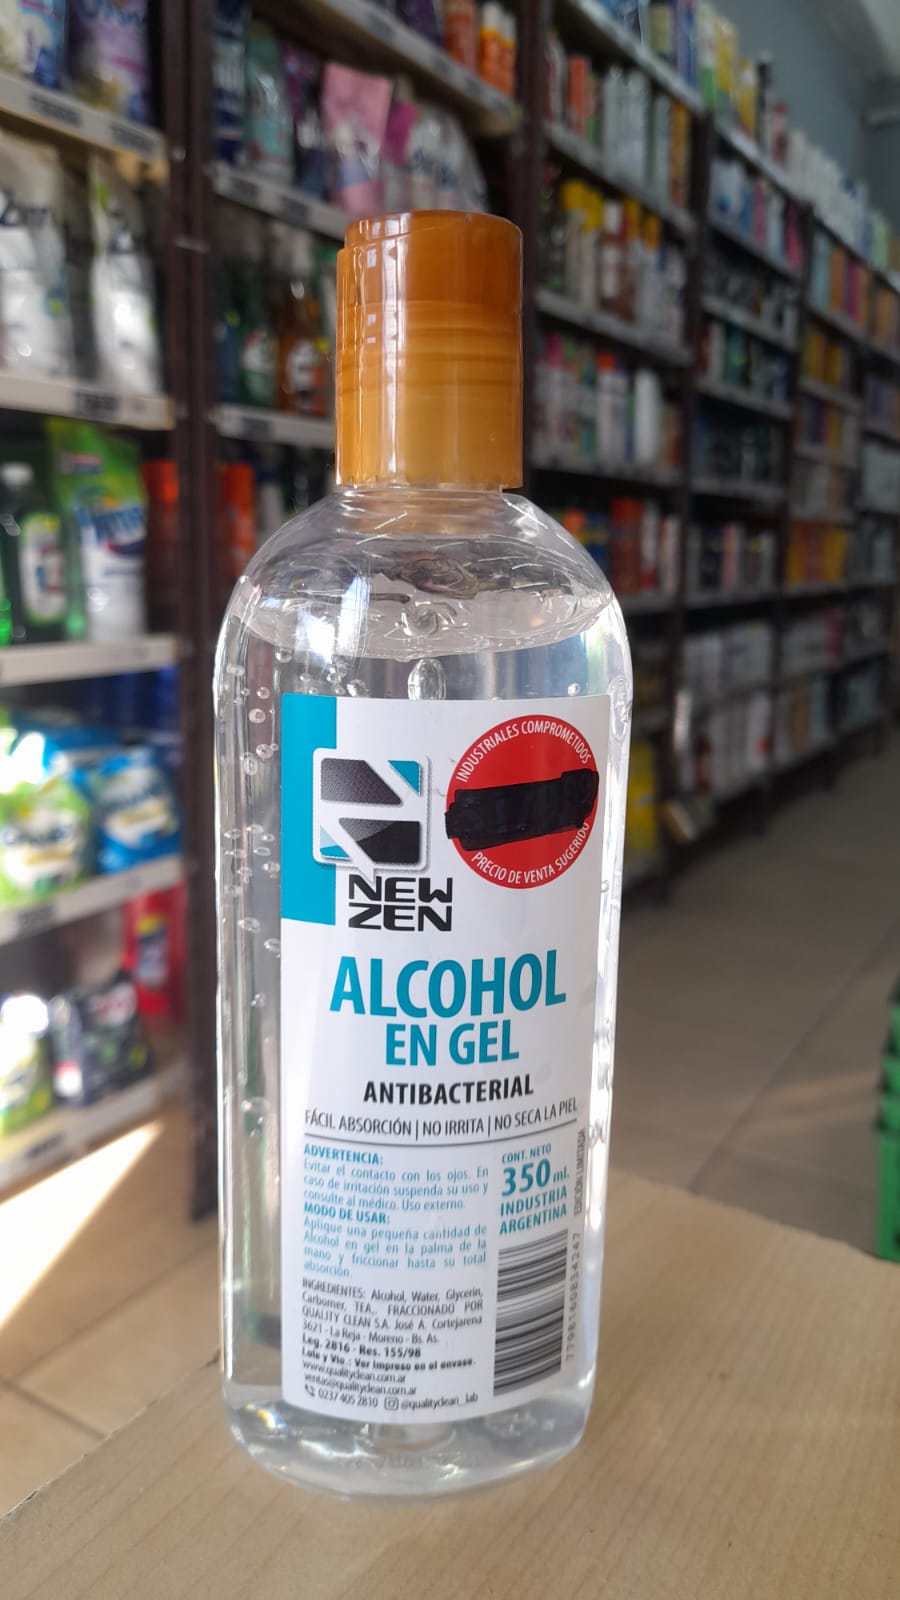 INDUSTRIALES COMPROMETIDOS
PRECIO DE VENTA SUGERIDO
NEW
ZEN
ALCOHOL
EN GEL
ANTIBACTERIAL
FÁCIL ABSORCIÓN | NO IRRITA | NO SECA LA PIEL
ADVERTENCIA:
Evitar el contacto con los ojos. En
caso de irritación suspenda su uso y
consulte al médico. Uso externo.
MODO DE USAR:
Aplique una pequeña cantidad de
Alcohol en gel en la palma de la
mano y friccionar hasta su total
absorción.
CONT. NETO
350 ml.
INDUSTRIA
ARGENTINA
EDICIÓN LIMITADA
INGREDIENTES: Alcohol, Water, Glycerin,
Carbomer, TEA,. FRACCIONADO POR
QUALITY CLEAN S.A. José A. Cortejarena
3621 - La Reja - Moreno - Bs. As.
Leg. 2816 - Res. 155/98
Lote y Vto.: Ver impreso en el envase.
www.qualityclean.com.ar
ventas@qualityclean.com.ar
0237 405 2810 @qualityclean_lab
7798160834247